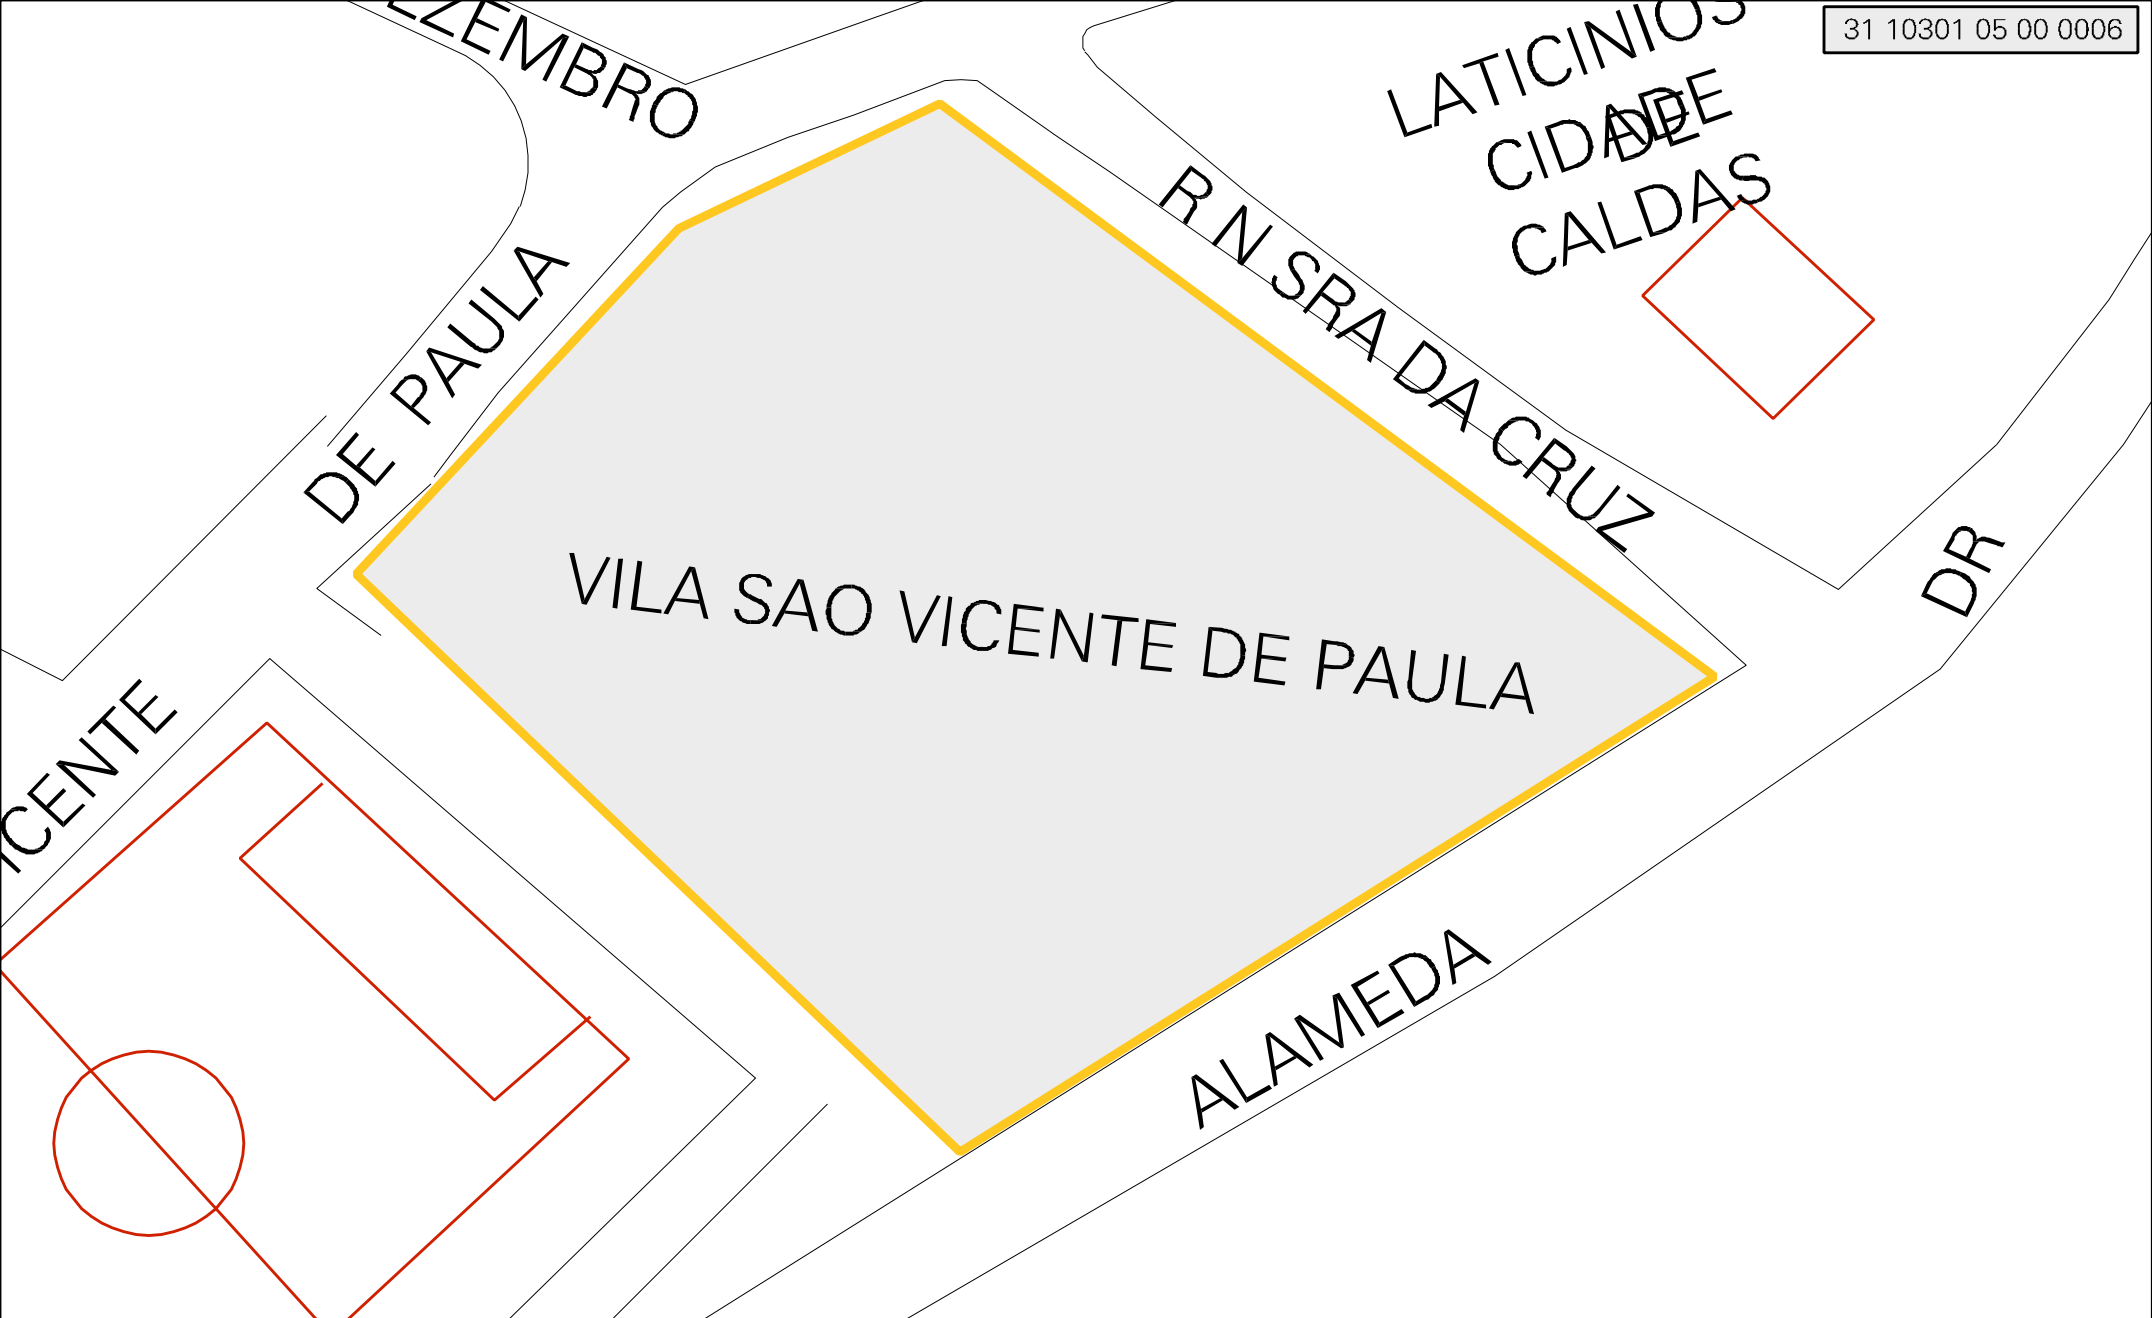 31 10301 05 00 0006
EZEMBRO
LATICINIOS
CIDADE
DE
CALDAS
R N SRA DA CRUZ
DE PAULA
DR
VILA SAO VICENTE DE PAULA
ICENTE
ALAMEDA